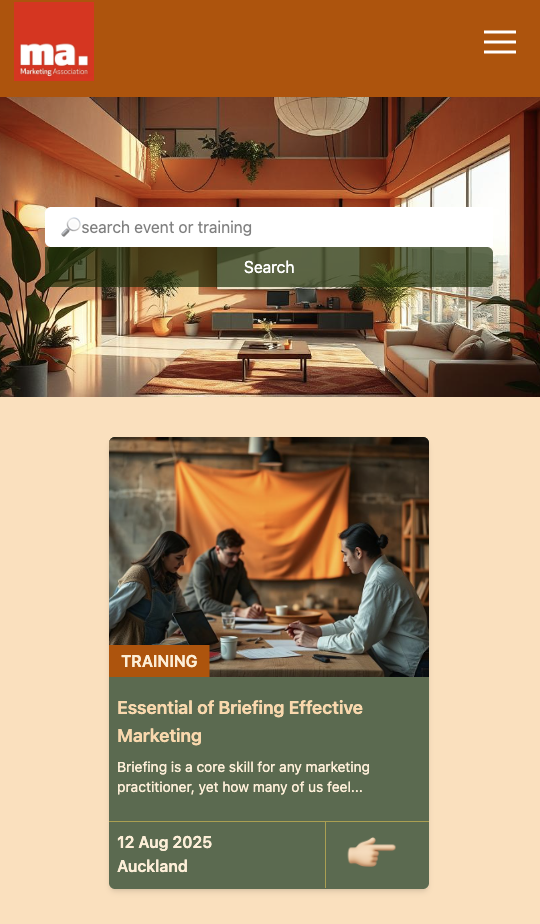 ma.
Marketing Association
search event or training
Search
TRAINING
Essential of Briefing Effective
Marketing
Briefing is a core skill for any marketing
practitioner, yet how many of us feel...
12 Aug 2025
Auckland